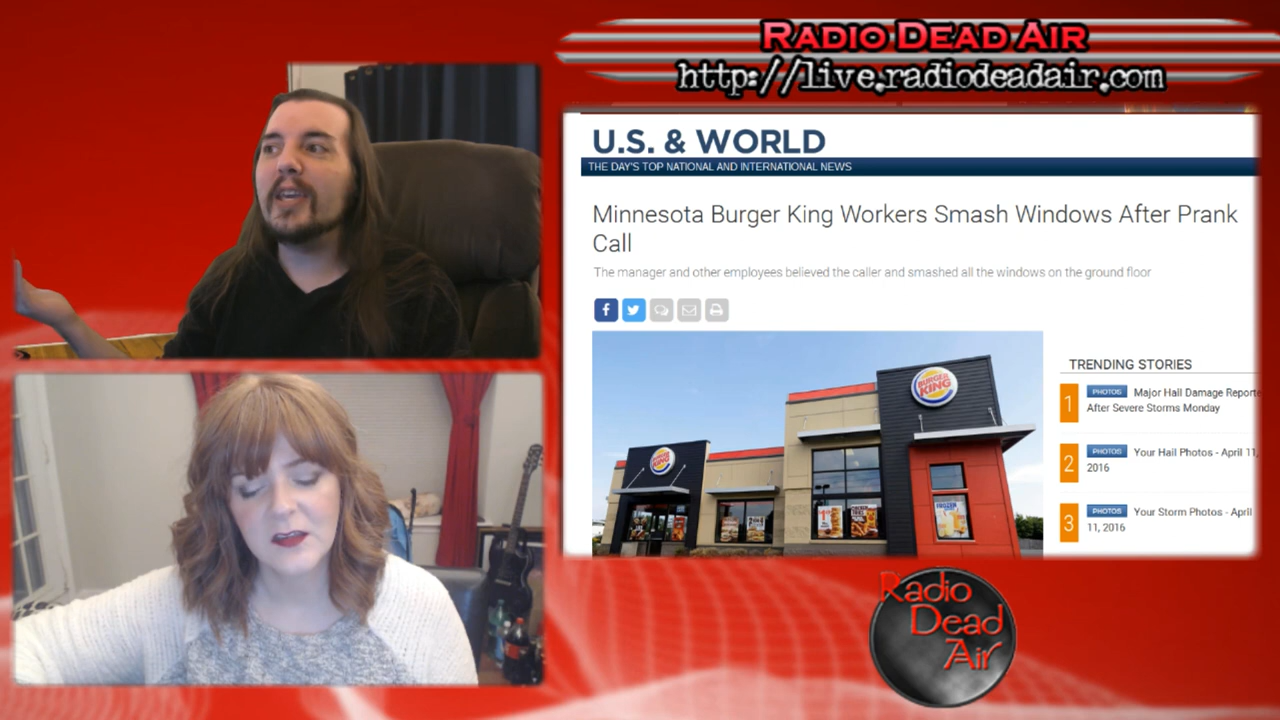 RADIO DEAD AIR
http://live.radiodeadair.com
U.S. & WORLD
THE DAY'S TOP NATIONAL AND INTERNATIONAL NEWS
Minnesota Burger King Workers Smash Windows After Prank
Call
The manager and other employees believed the caller and smashed all the windows on the ground floor
BURGER
KING
BURGER
KING
TRENDING STORIES
1 PHOTOS Major Hail Damage Reporte
After Severe Storms Monday
2 PHOTOS Your Hail Photos - April 11,
2016
3 PHOTOS Your Storm Photos - April
11, 2016
Radio
Dead
Air